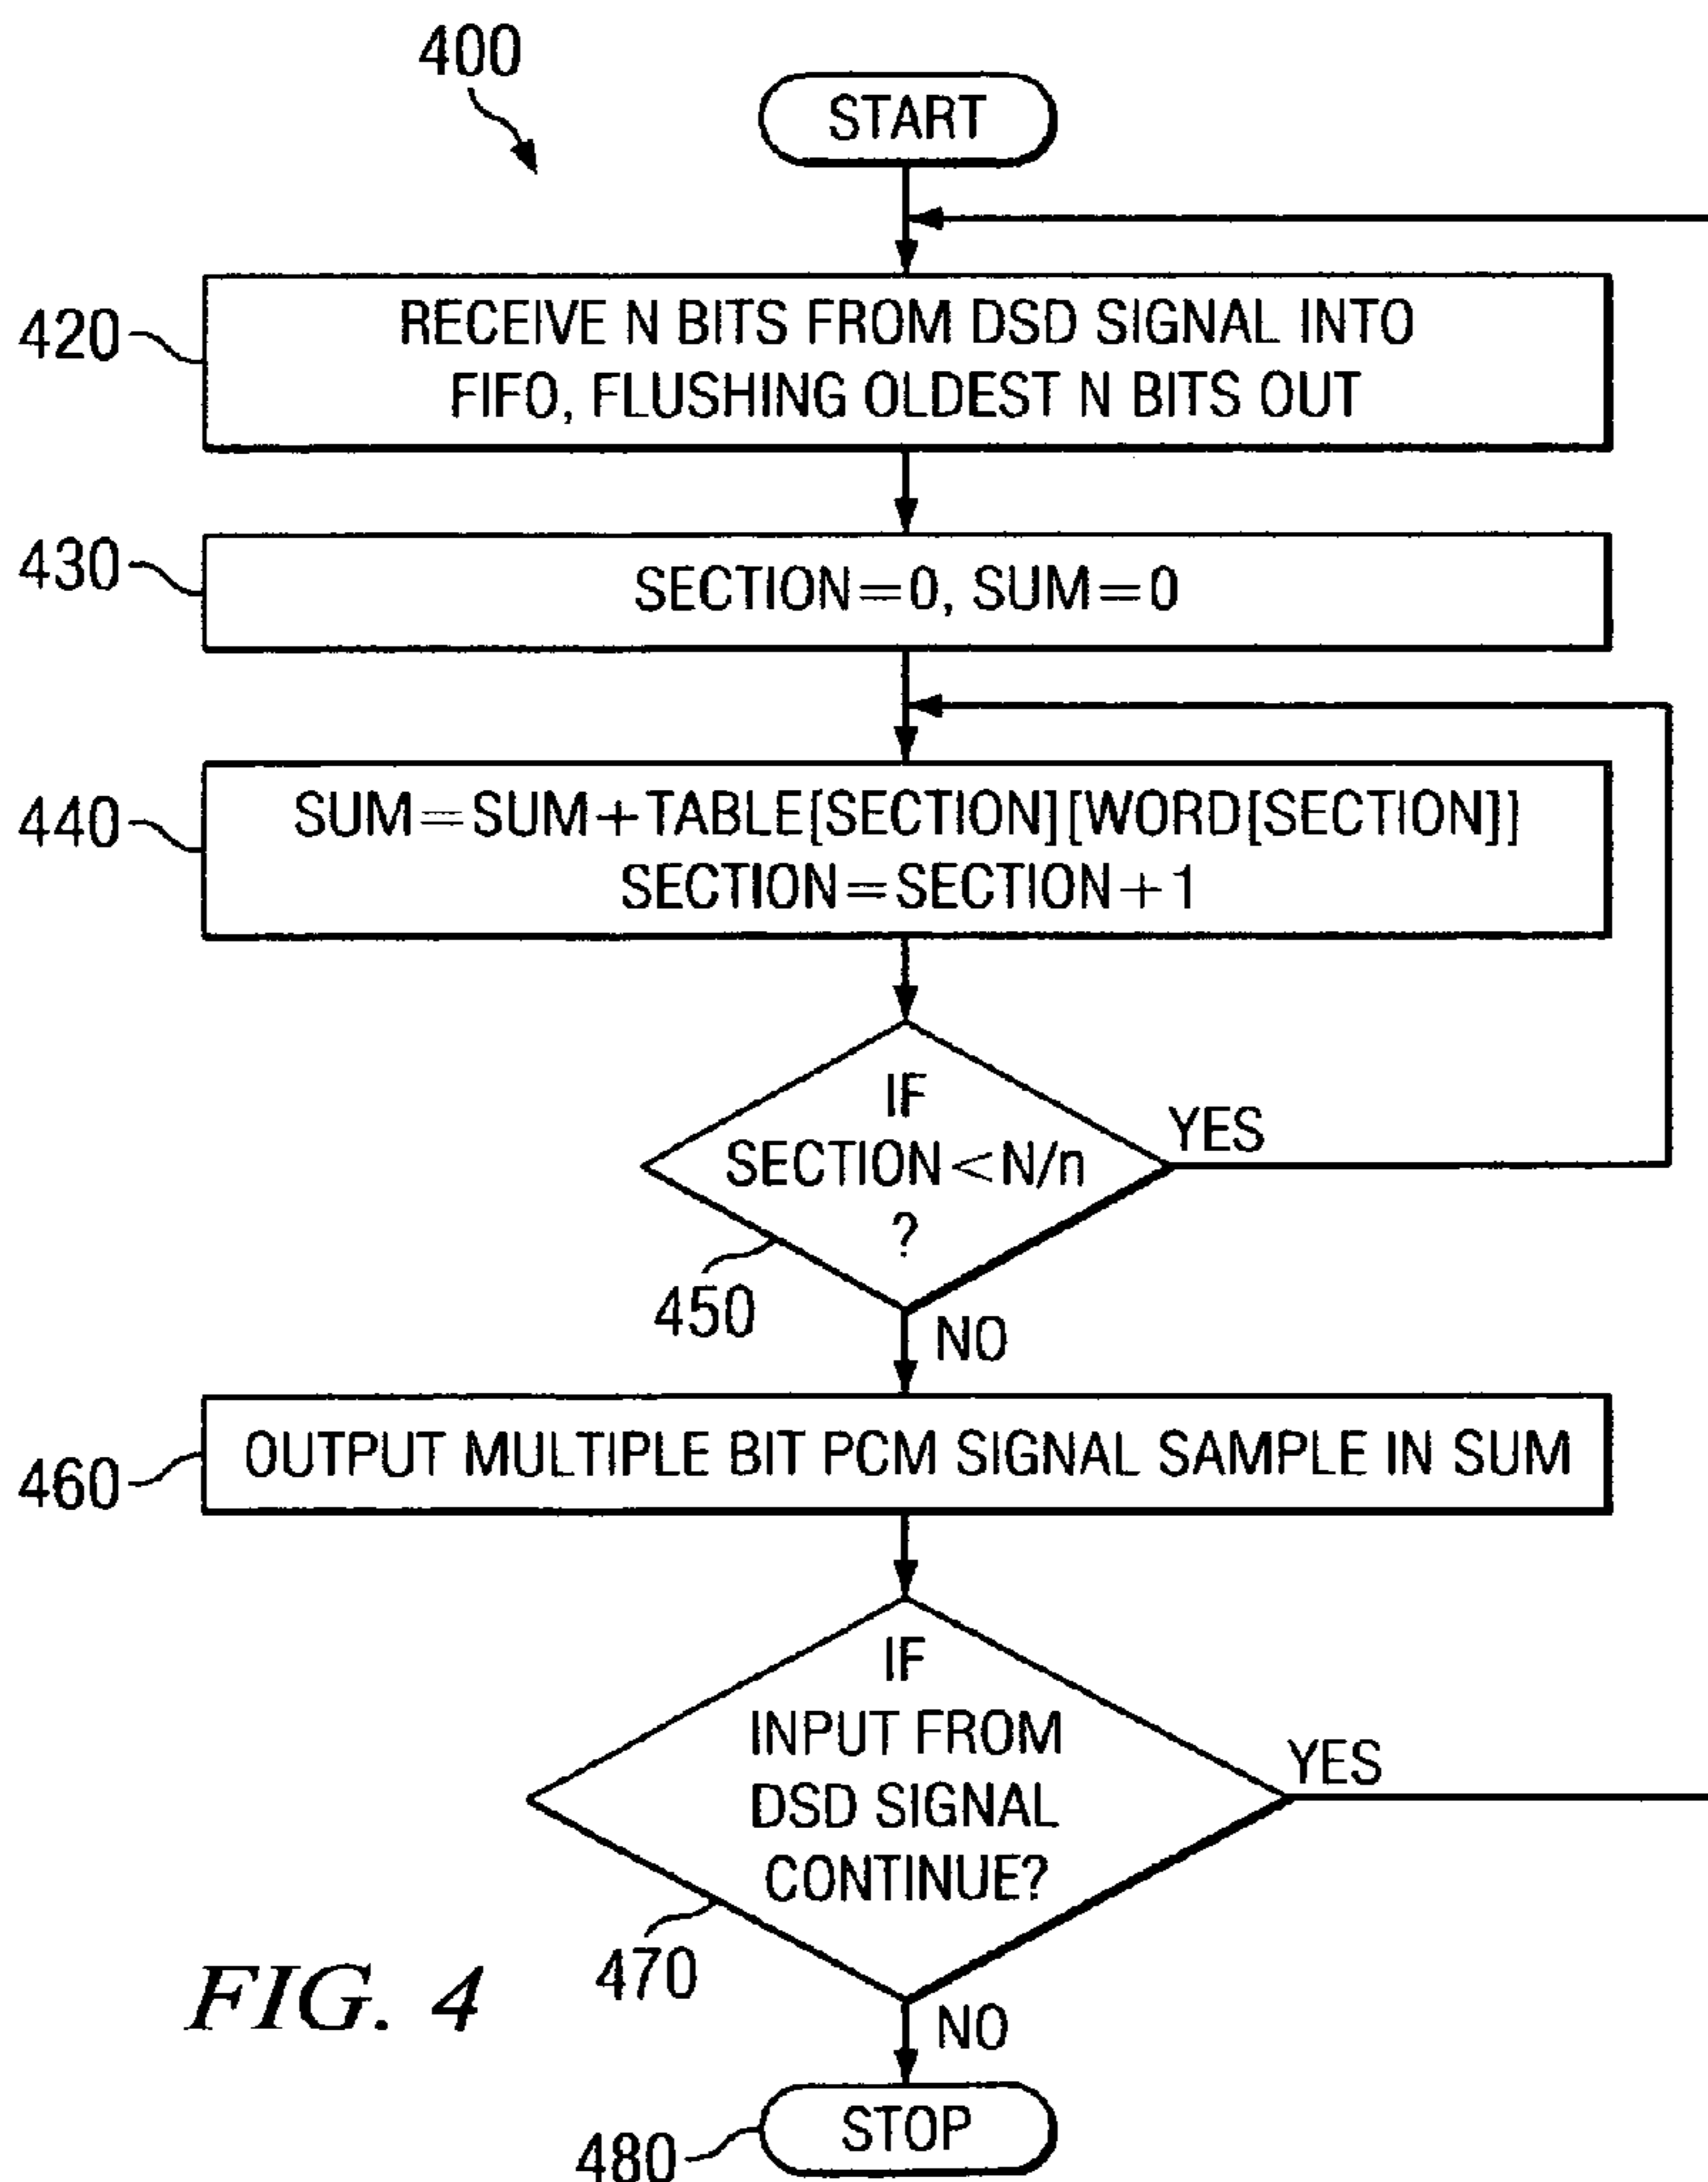 400
START
420
RECEIVE N BITS FROM DSD SIGNAL INTO
FIFO, FLUSHING OLDEST N BITS OUT
430
SECTION=0, SUM=0
440
SUM=SUM+TABLE[SECTION][WORD[SECTION]]
SECTION=SECTION+1
IF
SECTION<N/n
?
YES
450
NO
460
OUTPUT MULTIPLE BIT PCM SIGNAL SAMPLE IN SUM
IF
INPUT FROM
DSD SIGNAL
CONTINUE?
YES
470
NO
FIG. 4
480
STOP